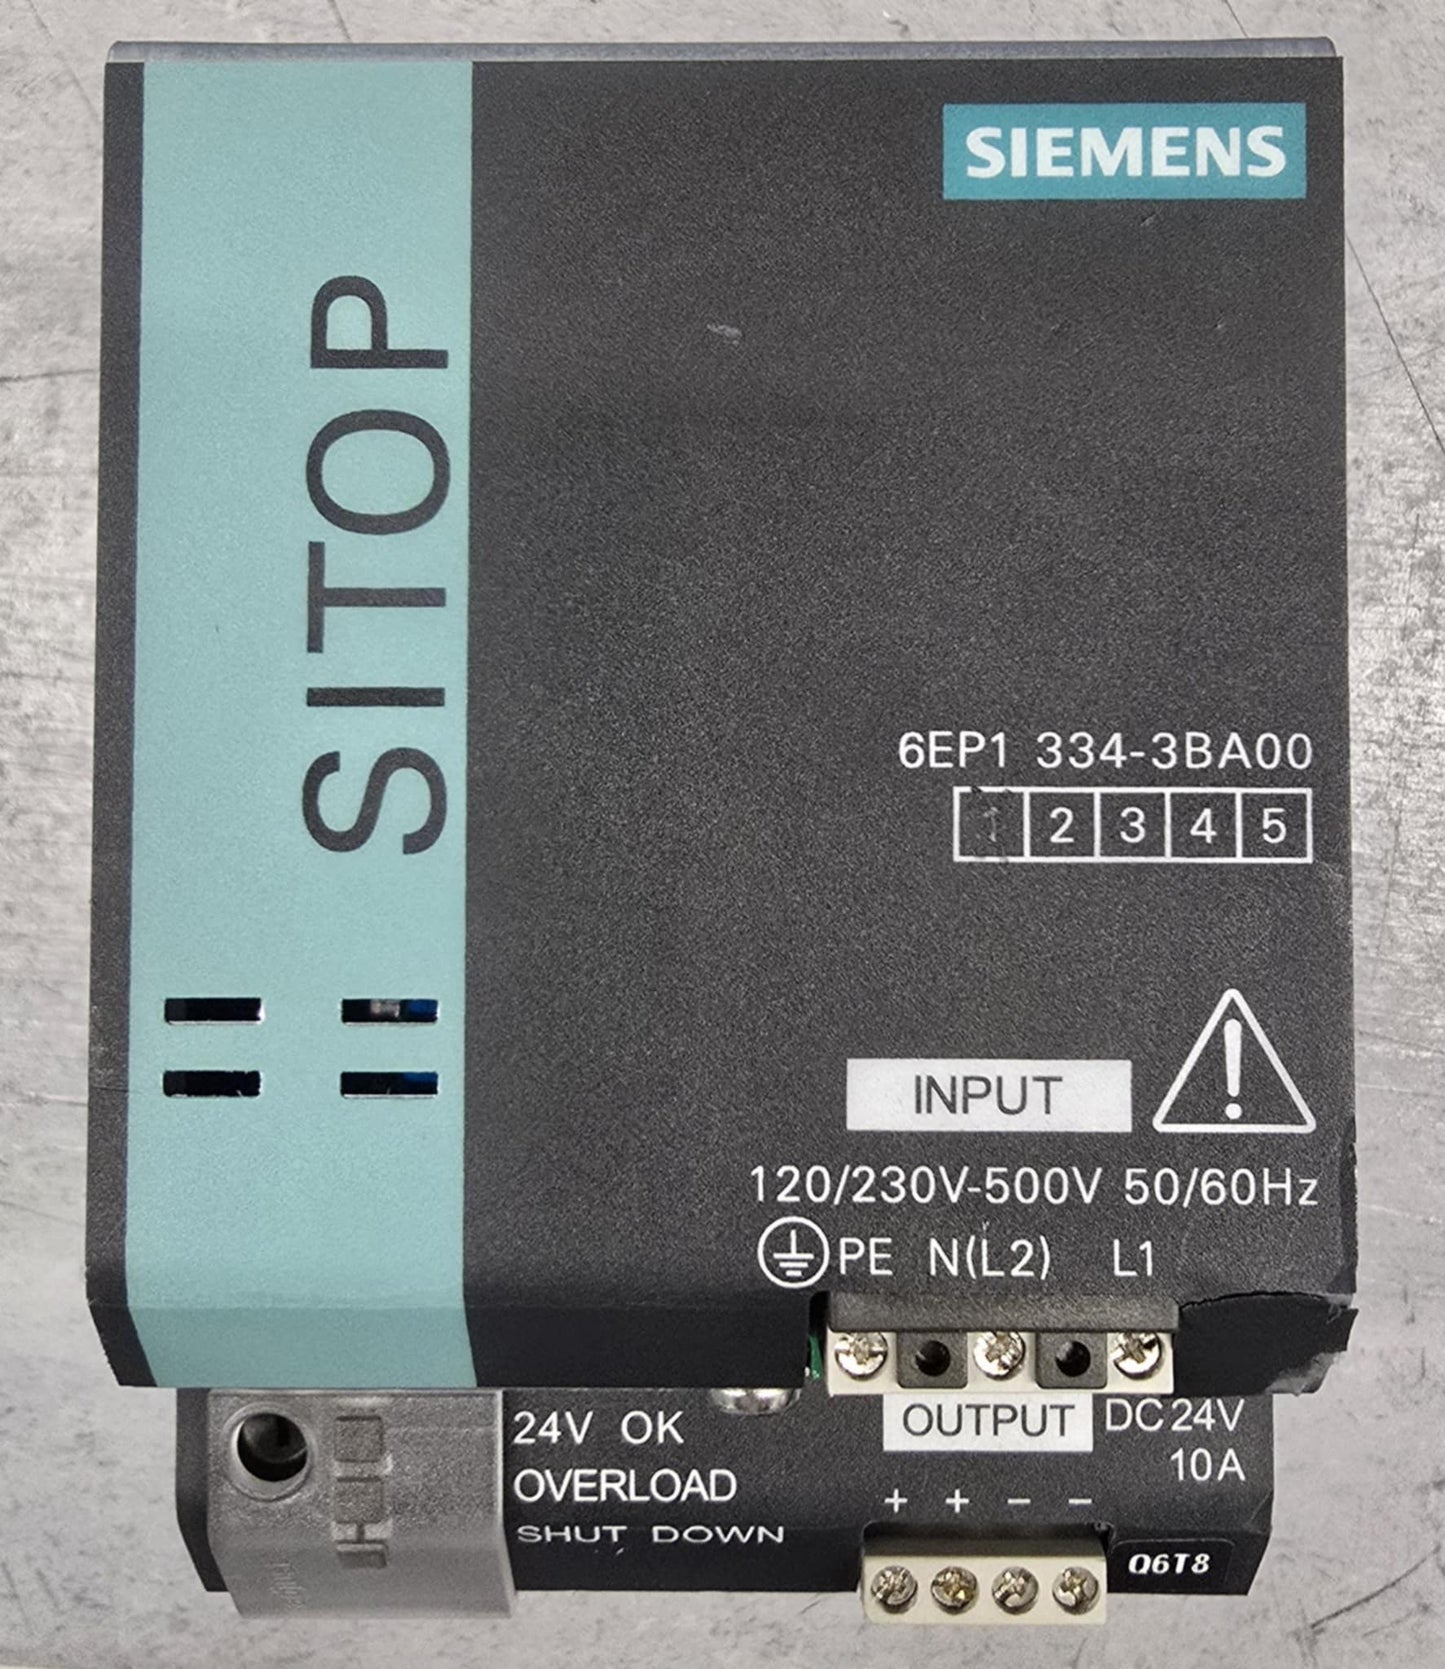 SIEMENS
SITOP
6EP1 334-3BA00
1 2 3 4 5
INPUT
120/230V-500V 50/60Hz
PE N(L2) L1
24V OK
OVERLOAD
SHUT DOWN
OUTPUT DC 24V
10A
+ + - -
Q6T8